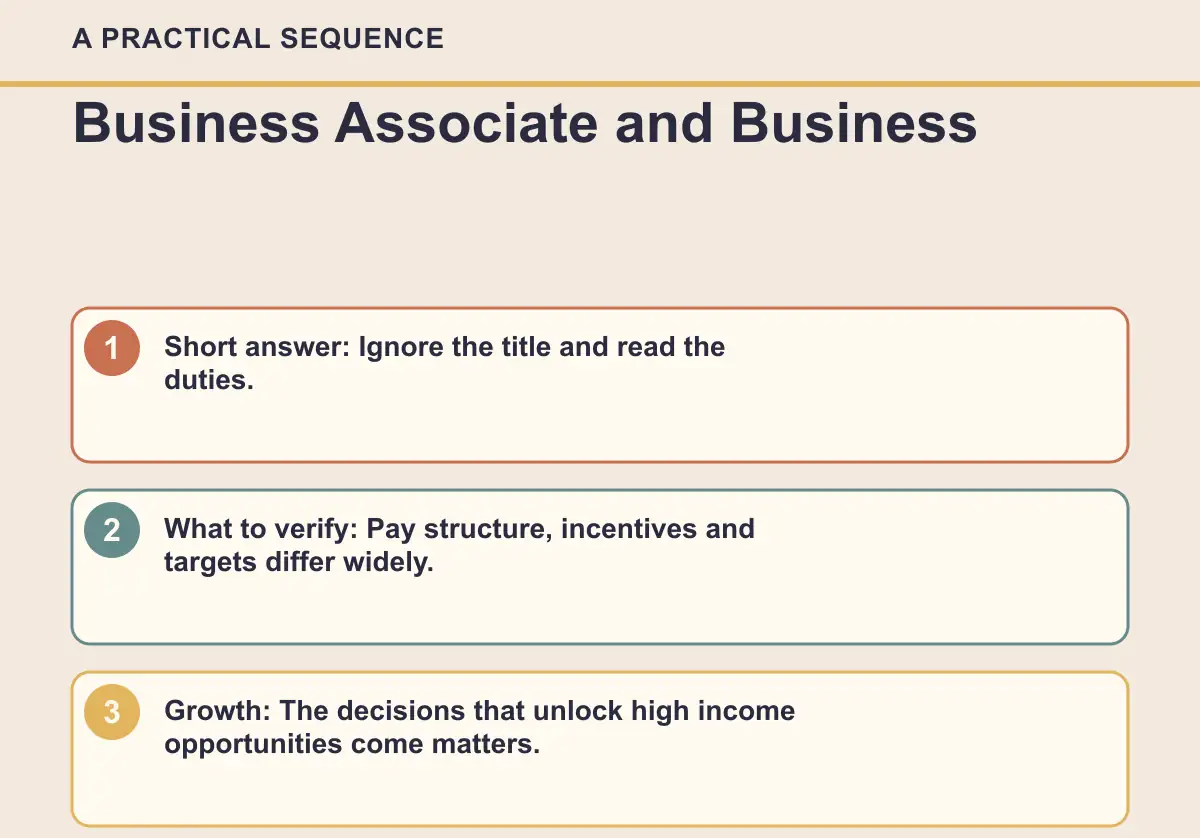 A PRACTICAL SEQUENCE
Business Associate and Business
1
Short answer: Ignore the title and read the
duties.
2
What to verify: Pay structure, incentives and
targets differ widely.
3
Growth: The decisions that unlock high income
opportunities come matters.